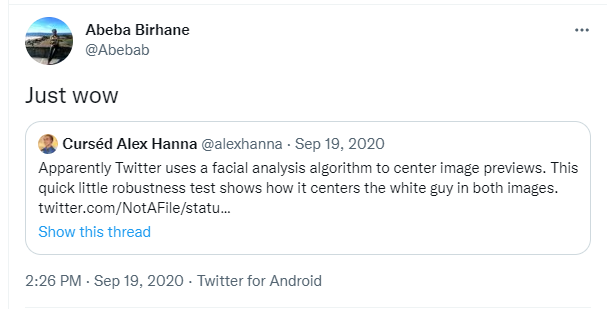 Abeba Birhane
@Abebab
Just wow
Curséd Alex Hanna @alexhanna · Sep 19, 2020
Apparently Twitter uses a facial analysis algorithm to center image previews. This
quick little robustness test shows how it centers the white guy in both images.
twitter.com/NotAFile/statu...
Show this thread
2:26 PM · Sep 19, 2020 · Twitter for Android